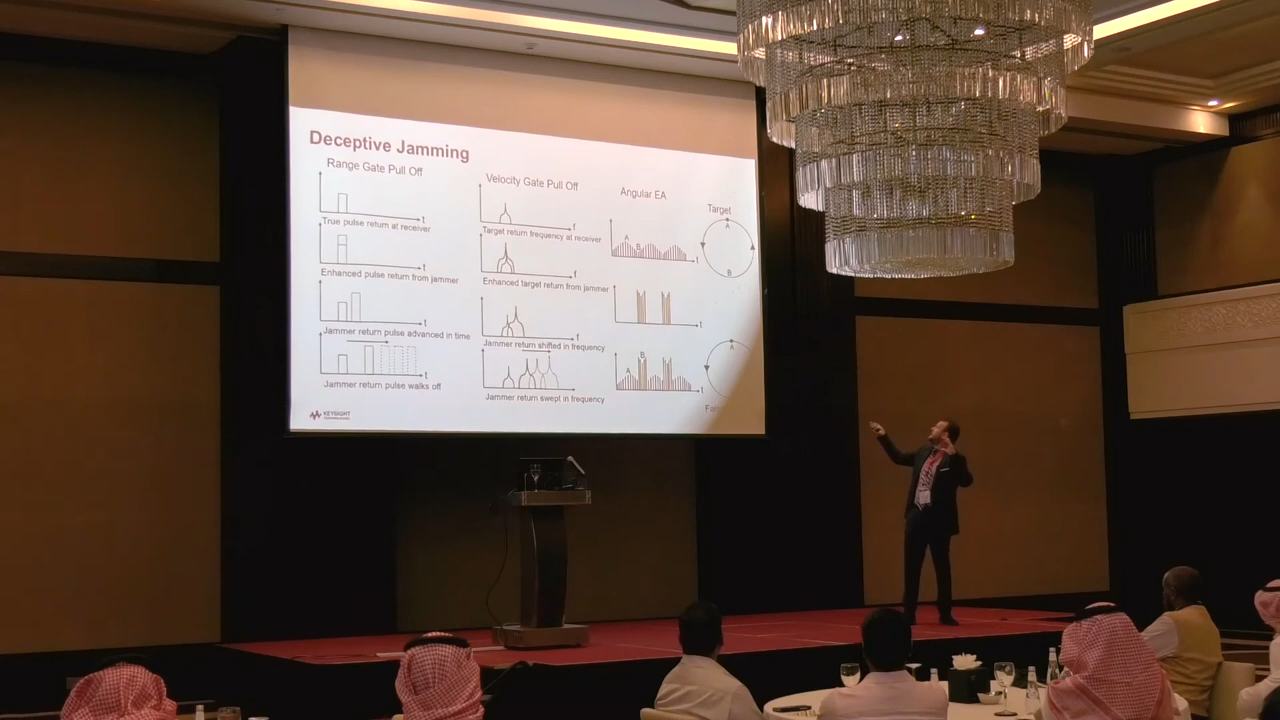 Deceptive Jamming
Range Gate Pull Off
t
True pulse return at receiver
t
Enhanced pulse return from jammer
t
Jammer return pulse advanced in time
t
Jammer return pulse walks off
Velocity Gate Pull Off
f
Target return frequency at receiver
f
Enhanced target return from jammer
f
Jammer return shifted in frequency
Jammer return swept in frequency
Angular EA
A
B
t
t
B
A
t
Target
A
B
A
KEYSIGHT